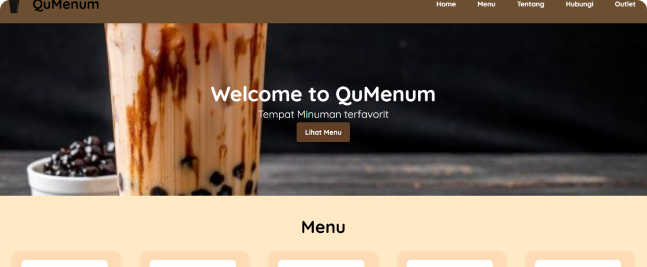 QuMenum
Home Menu Tentang Hubungi Outlet
Welcome to QuMenum
Tempat Minuman terfavorit
Lihat Menu
Menu